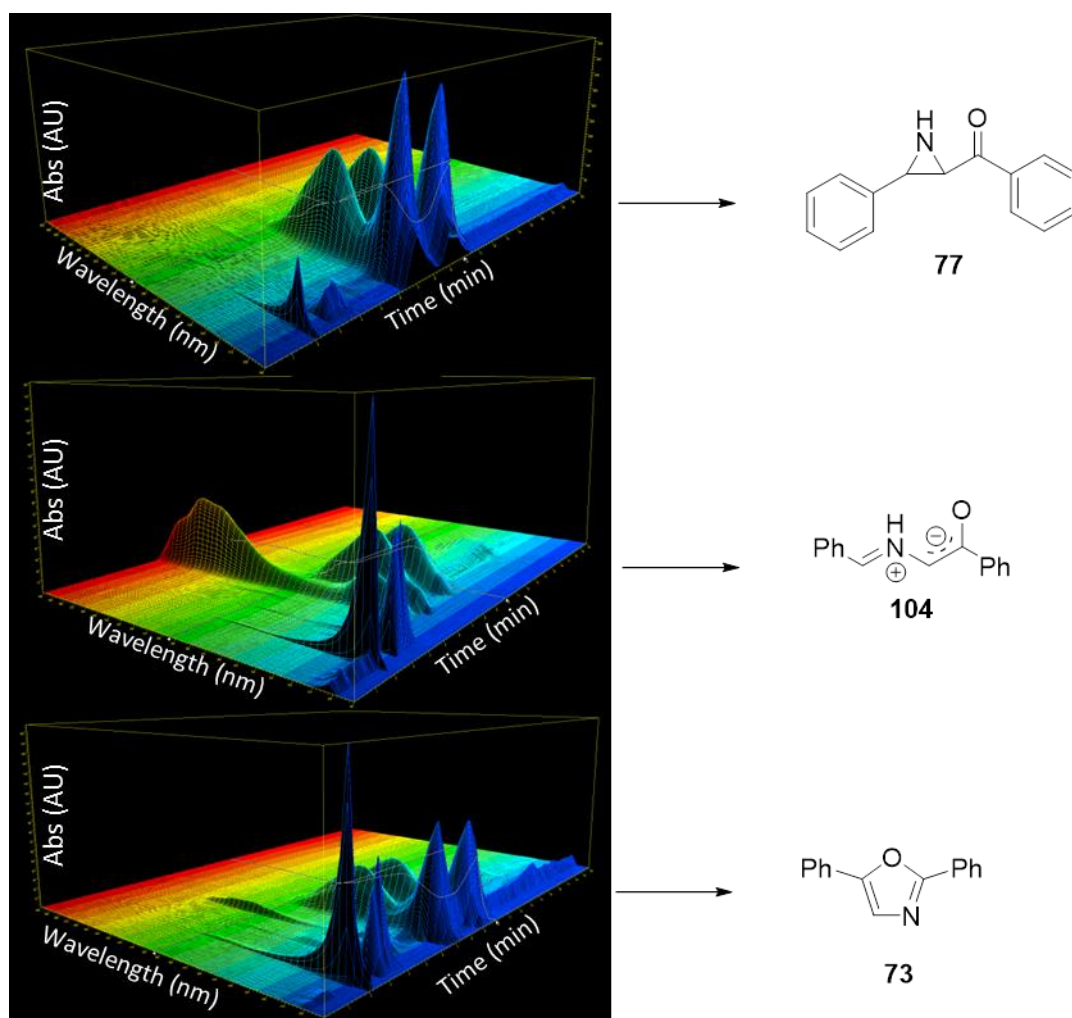 Abs (AU)
Wavelength (nm)
Time (min)
H
N
O
77
Abs (AU)
Wavelength (nm)
Time (min)
O
H
Ph
N
Ph
104
Abs (AU)
Wavelength (nm)
Time (min)
Ph
O
Ph
N
73